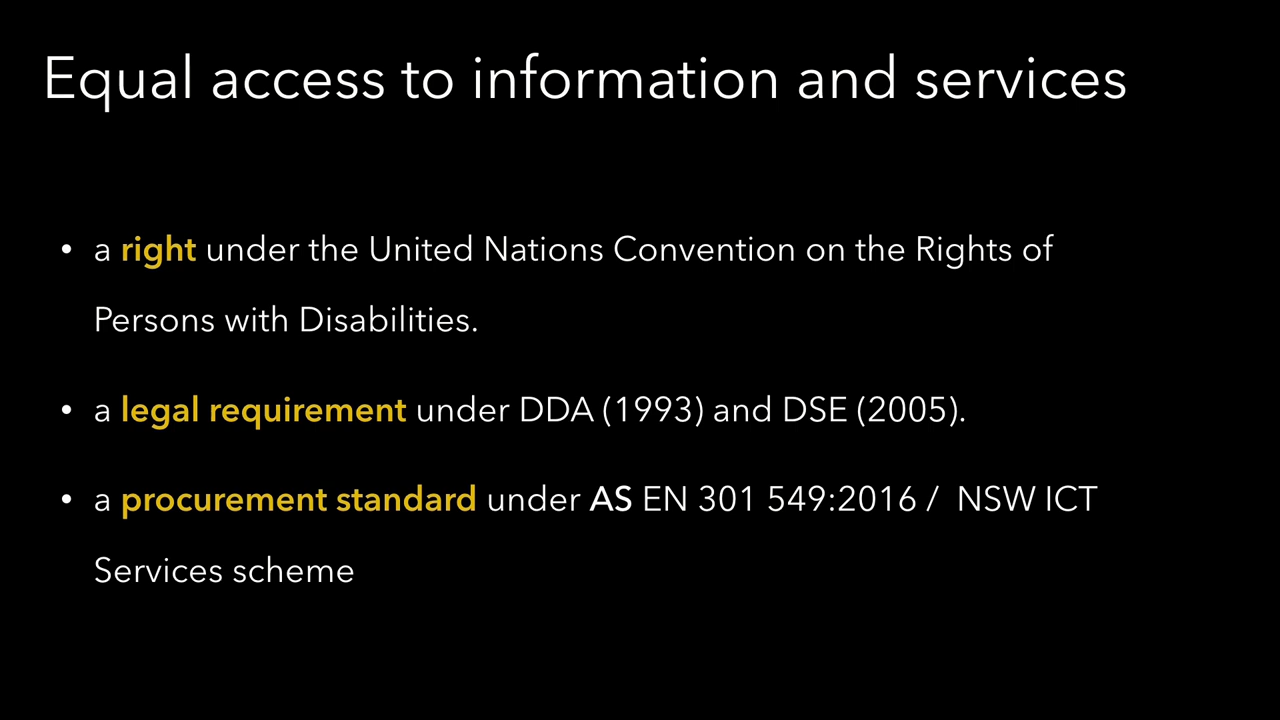 Equal access to information and services
• a right under the United Nations Convention on the Rights of
Persons with Disabilities.
• a legal requirement under DDA (1993) and DSE (2005).
• a procurement standard under AS EN 301 549:2016 /  NSW ICT
Services scheme